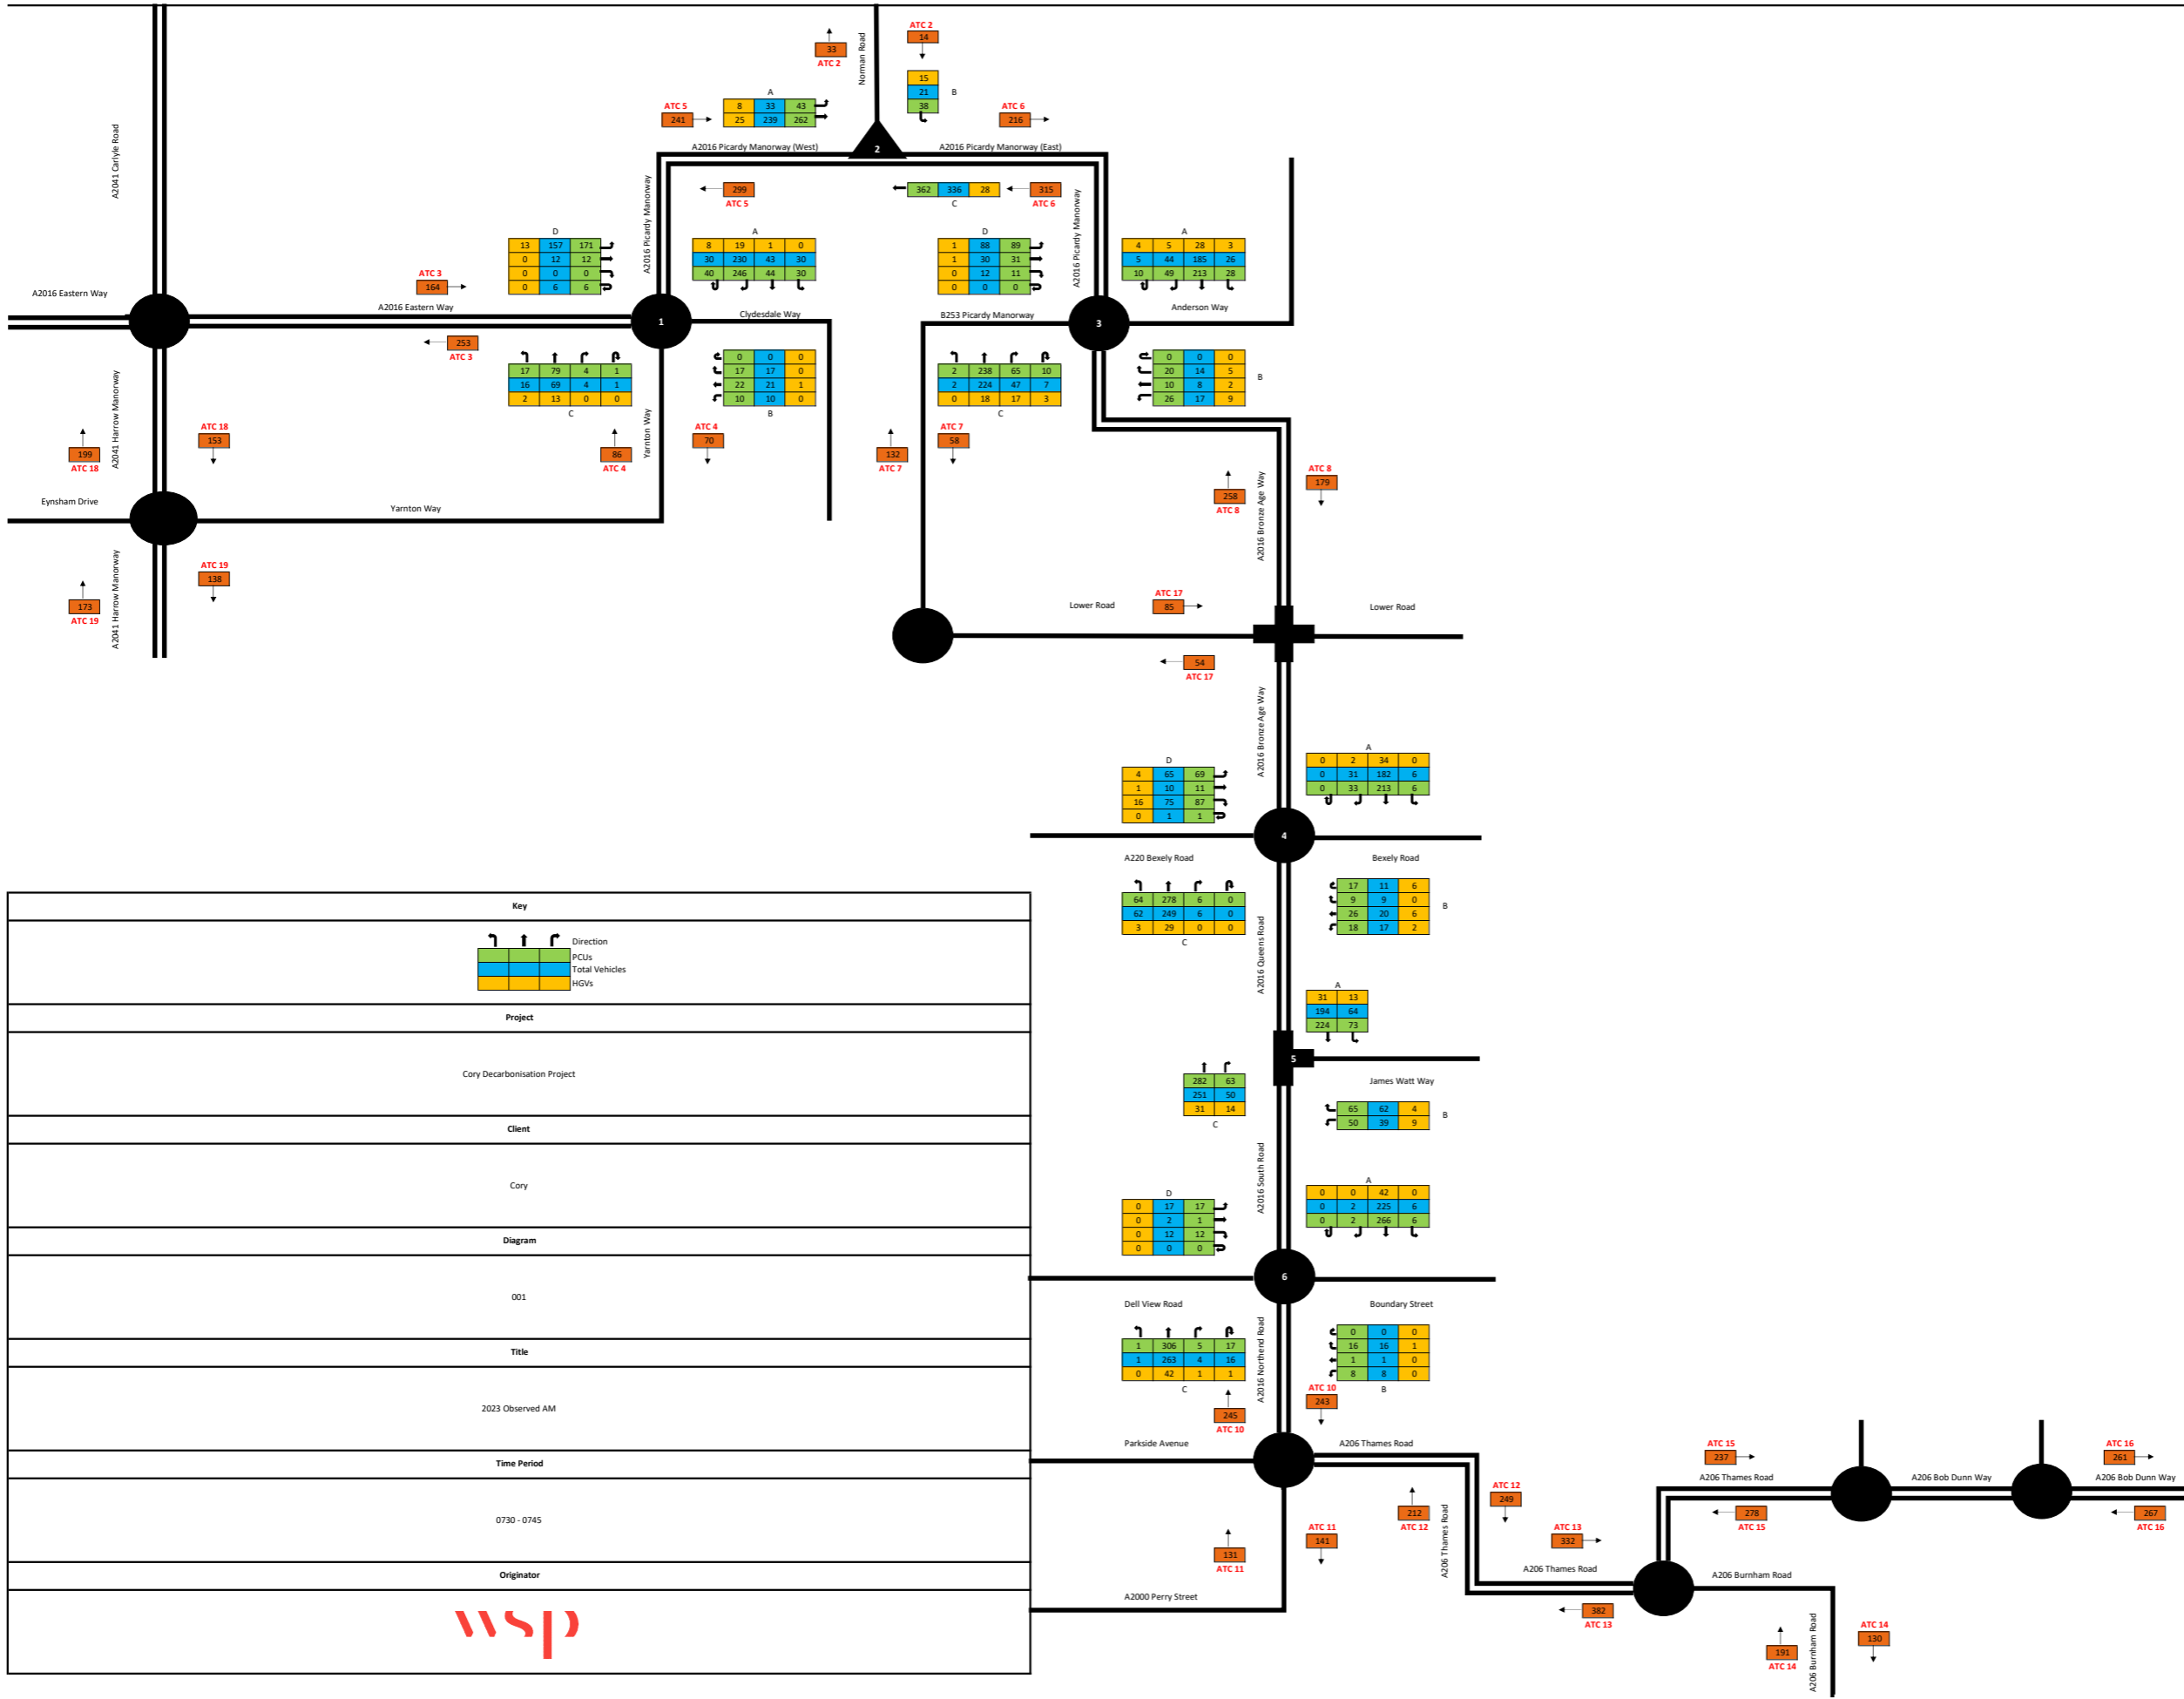 ATC 2
14
33
ATC 2
Norman Road
15
21 B
38
A
8 33 43
25 239 262
ATC 5
241
ATC 6
216
A2016 Picardy Manorway (West)
2
A2016 Picardy Manorway (East)
299
ATC 5
362 336 28
C
315
ATC 6
A2041 Carlyle Road
A2016 Picardy Manorway
A2016 Picardy Manorway
D
13 157 171
0 12 12
0 0 0
0 6 6
A
8 19 1 0
30 230 43 30
40 246 44 30
D
1 88 89
1 30 31
0 12 11
0 0 0
A
4 5 28 3
5 44 185 26
10 49 213 28
ATC 3
164
A2016 Eastern Way
A2016 Eastern Way
1
Clydesdale Way
B253 Picardy Manorway
3
Anderson Way
253
ATC 3
17 79 4 1
16 69 4 1
2 13 0 0
C
0 0 0
17 17 0
22 21 1
10 10 0
B
2 238 65 10
2 224 47 7
0 18 17 3
C
0 0 0
20 14 5
10 8 2
26 17 9
B
A2041 Harrow Manorway
199
ATC 18
ATC 18
153
86
ATC 4
Yarnton Way
ATC 4
70
132
ATC 7
ATC 7
58
258
ATC 8
A2016 Bronze Age Way
ATC 8
179
Eynsham Drive
Yarnton Way
173
ATC 19
A2041 Harrow Manorway
ATC 19
138
Lower Road
ATC 17
85
Lower Road
54
ATC 17
A2016 Bronze Age Way
D
4 65 69
1 10 11
16 75 87
0 1 1
A
0 2 34 0
0 31 182 6
0 33 213 6
4
A220 Bexely Road
Bexely Road
64 278 6 0
62 249 6 0
3 29 0 0
C
A2016 Queens Road
17 11 6
9 9 0
26 20 6
18 17 2
B
A
31 13
194 64
224 73
5
James Watt Way
282 63
251 50
31 14
C
65 62 4
50 39 9
B
A2016 South Road
D
0 17 17
0 2 1
0 12 12
0 0 0
A
0 0 42 0
0 2 225 6
0 2 266 6
6
Dell View Road
Boundary Street
1 306 5 17
1 263 4 16
0 42 1 1
C
A2016 Northend Road
0 0 0
16 16 1
1 1 0
8 8 0
B
245
ATC 10
ATC 10
243
Parkside Avenue
A206 Thames Road
131
ATC 11
ATC 11
141
212
ATC 12
A206 Thames Road
ATC 12
249
ATC 13
332
A206 Thames Road
382
ATC 13
A2000 Perry Street
ATC 15
237
A206 Thames Road
278
ATC 15
A206 Bob Dunn Way
ATC 16
261
A206 Bob Dunn Way
267
ATC 16
A206 Burnham Road
191
ATC 14
A206 Burnham Road
ATC 14
130
Key
Direction
PCUs
Total Vehicles
HGVs
Project
Cory Decarbonisation Project
Client
Cory
Diagram
001
Title
2023 Observed AM
Time Period
0730 - 0745
Originator
wsp